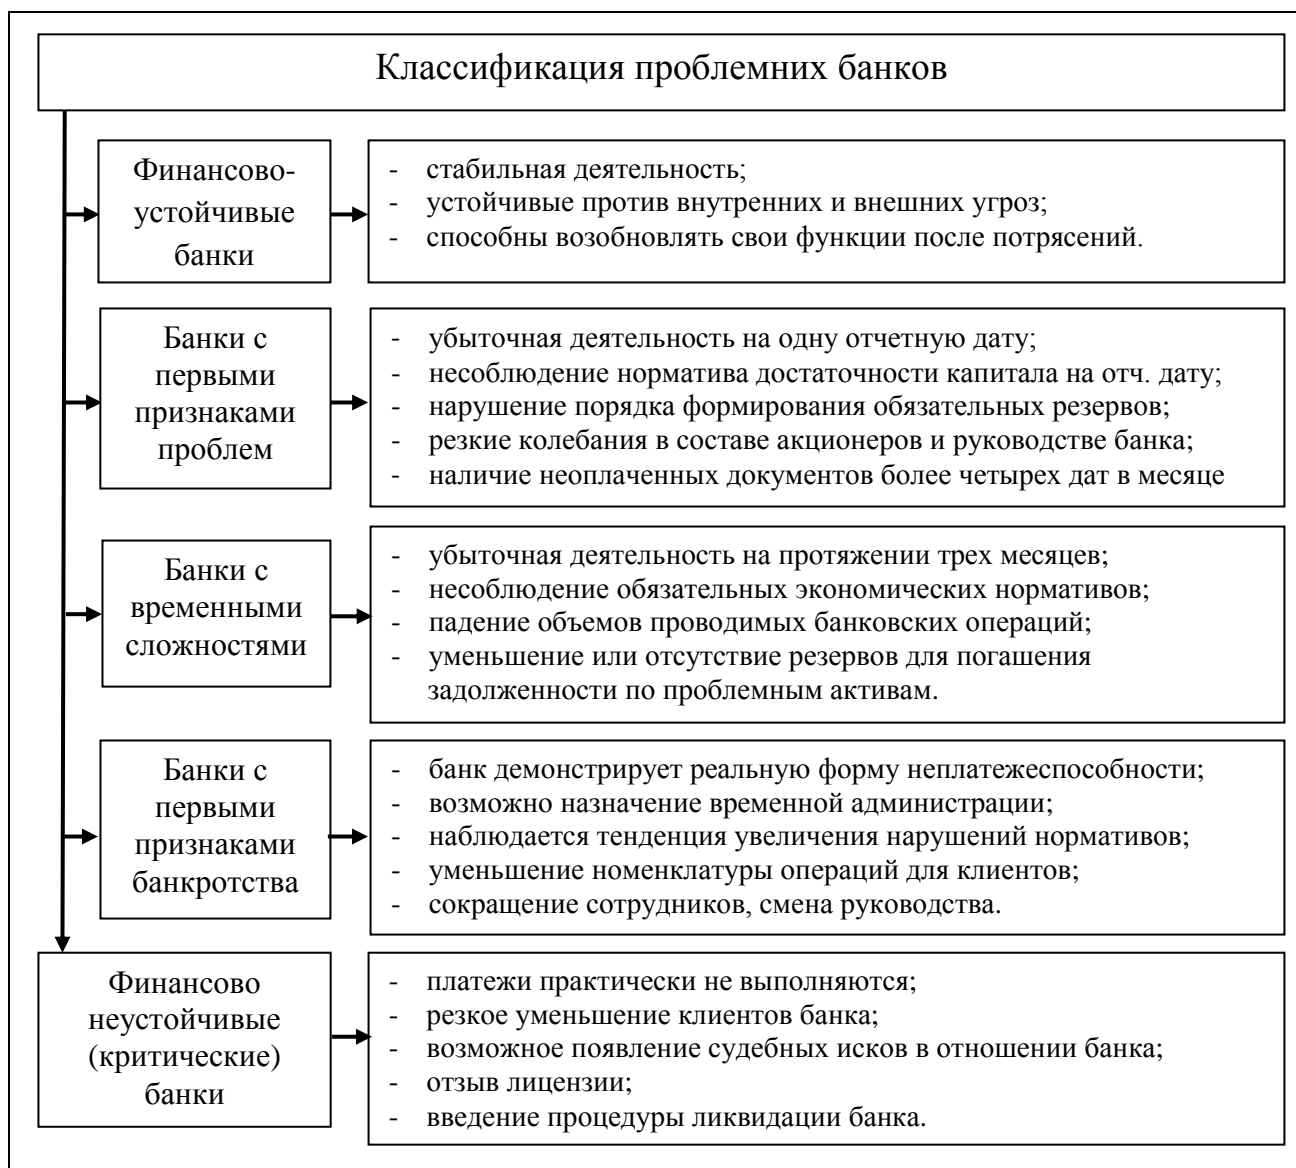 Классификация проблемних банков
Финансово-
устойчивые
банки
- стабильная деятельность;
- устойчивые против внутренних и внешних угроз;
- способны возобновлять свои функции после потрясений.
Банки с
первыми
признаками
проблем
- убыточная деятельность на одну отчетную дату;
- несоблюдение норматива достаточности капитала на отч. дату;
- нарушение порядка формирования обязательных резервов;
- резкие колебания в составе акционеров и руководстве банка;
- наличие неоплаченных документов более четырех дат в месяце
Банки с
временными
сложностями
- убыточная деятельность на протяжении трех месяцев;
- несоблюдение обязательных экономических нормативов;
- падение объемов проводимых банковских операций;
- уменьшение или отсутствие резервов для погашения
задолженности по проблемным активам.
Банки с
первыми
признаками
банкротства
- банк демонстрирует реальную форму неплатежеспособности;
- возможно назначение временной администрации;
- наблюдается тенденция увеличения нарушений нормативов;
- уменьшение номенклатуры операций для клиентов;
- сокращение сотрудников, смена руководства.
Финансово
неустойчивые
(критические)
банки
- платежи практически не выполняются;
- резкое уменьшение клиентов банка;
- возможное появление судебных исков в отношении банка;
- отзыв лицензии;
- введение процедуры ликвидации банка.